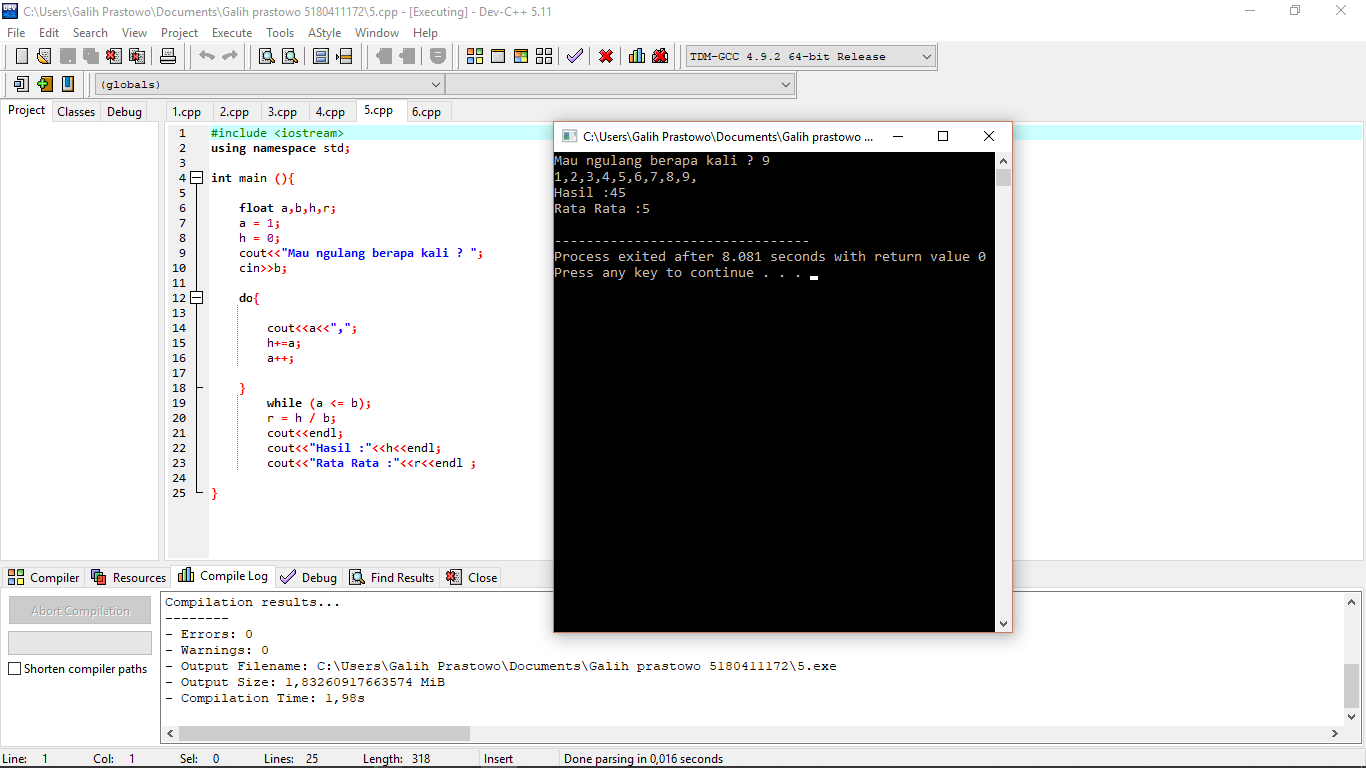 C:\Users\Galih Prastowo\Documents\Galih prastowo 5180411172\5.cpp - [Executing] - Dev-C++ 5.11
File Edit Search View Project Execute Tools AStyle Window Help
TDM-GCC 4.9.2 64-bit Release
(globals)
Project Classes Debug
1.cpp 2.cpp 3.cpp 4.cpp 5.cpp 6.cpp
1 #include <iostream>
2 using namespace std;
3
4 int main (){
5
6 float a,b,h,r;
7 a = 1;
8 h = 0;
9 cout<<"Mau ngulang berapa kali ? ";
10 cin>>b;
11
12 do{
13
14 cout<<a<<",";
15 h+=a;
16 a++;
17
18 }
19 while (a <= b);
20 r = h / b;
21 cout<<endl;
22 cout<<"Hasil :"<<h<<endl;
23 cout<<"Rata Rata :"<<r<<endl ;
24
25 }
C:\Users\Galih Prastowo\Documents\Galih prastowo ...
Mau ngulang berapa kali ? 9
1,2,3,4,5,6,7,8,9,
Hasil :45
Rata Rata :5
--------------------------------
Process exited after 8.081 seconds with return value 0
Press any key to continue . . .
Compiler Resources Compile Log Debug Find Results Close
Abort Compilation
Shorten compiler paths
Compilation results...
--------
- Errors: 0
- Warnings: 0
- Output Filename: C:\Users\Galih Prastowo\Documents\Galih prastowo 5180411172\5.exe
- Output Size: 1,83260917663574 MiB
- Compilation Time: 1,98s
Line: 1 Col: 1 Sel: 0 Lines: 25 Length: 318 Insert Done parsing in 0,016 seconds